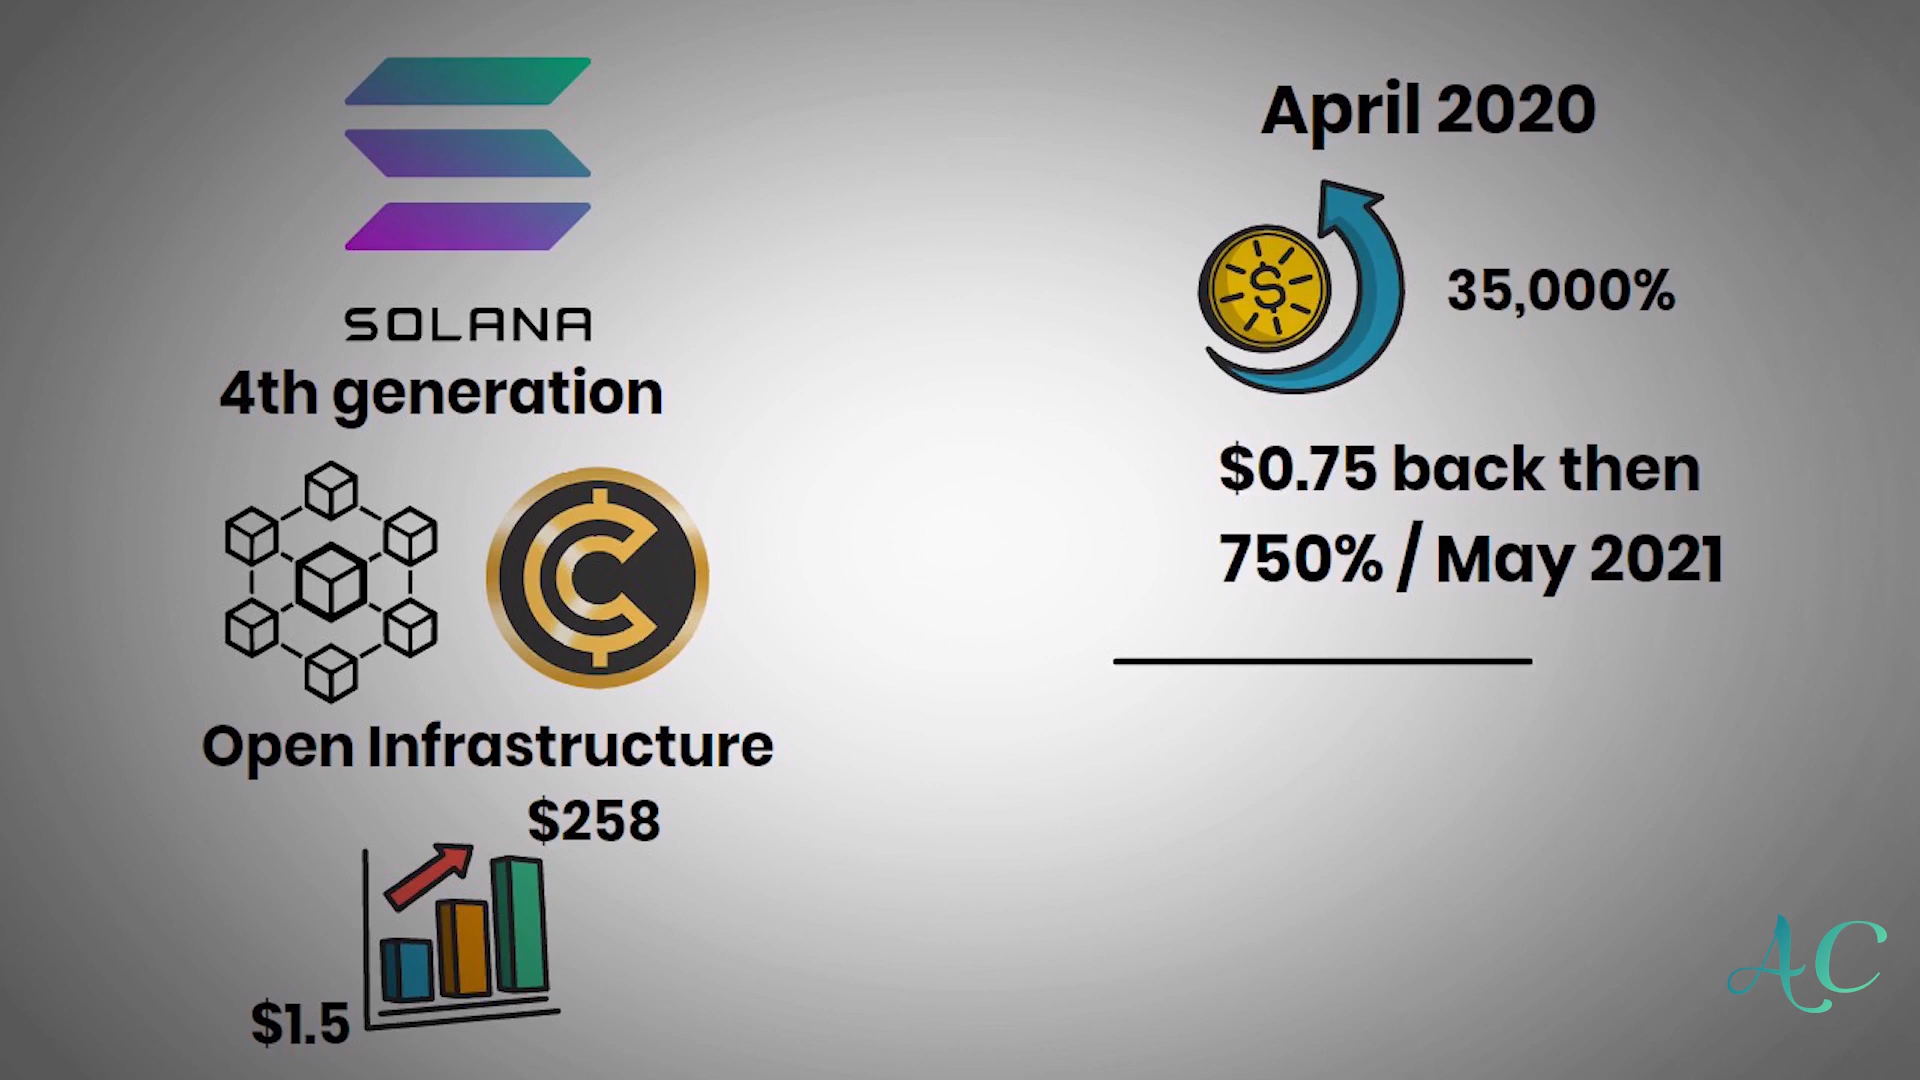 SOLANA
4th generation
Open Infrastructure
$258
$1.5
April 2020
$
35,000%
$0.75 back then
750% / May 2021
AC